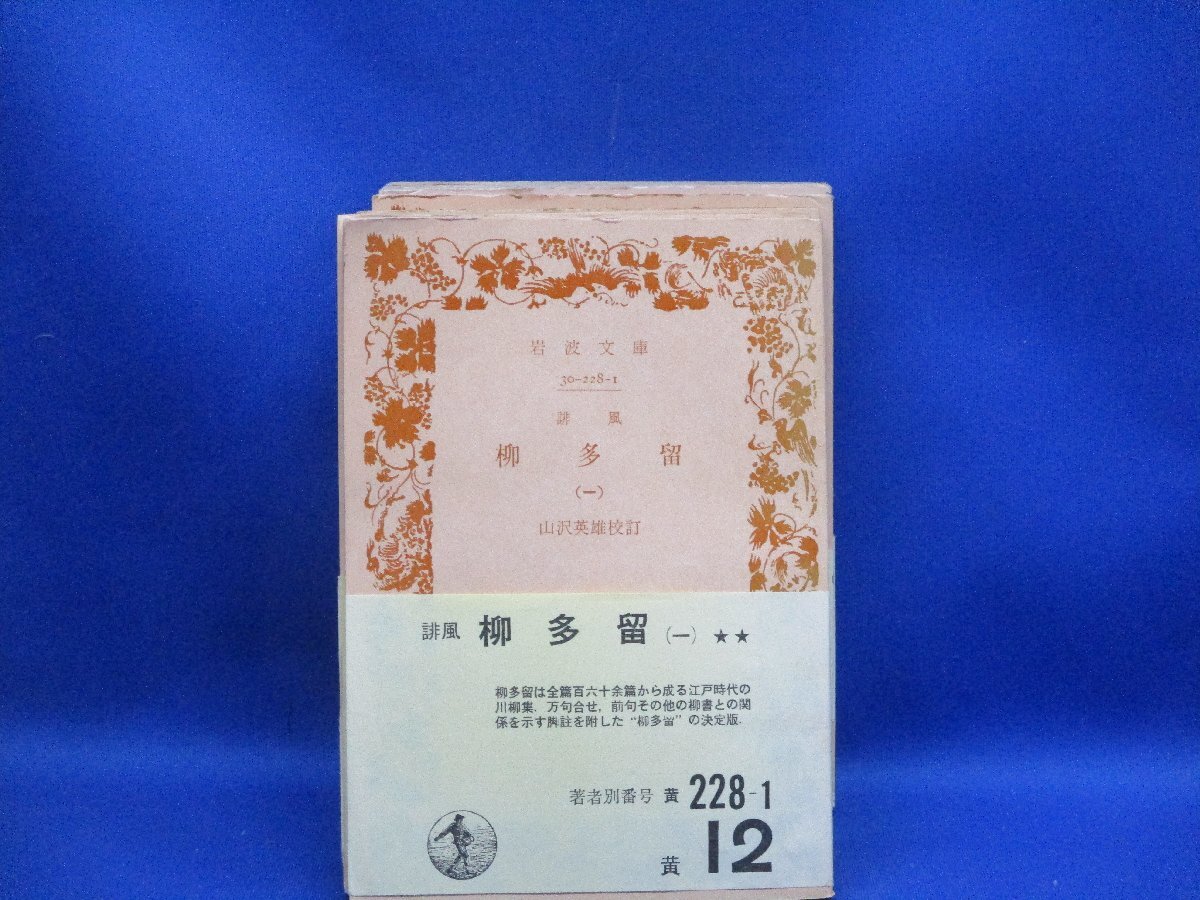 岩波文庫
30-228-1
誹風
柳多留
(一)
山沢英雄校訂
誹風 柳多留 (一) ★★
柳多留は全篇百六十余篇から成る江戸時代の
川柳集．万句合せ，前句その他の柳書との関
係を示す脚註を附した“柳多留”の決定版．
著者別番号 黄 228-1
黄 12